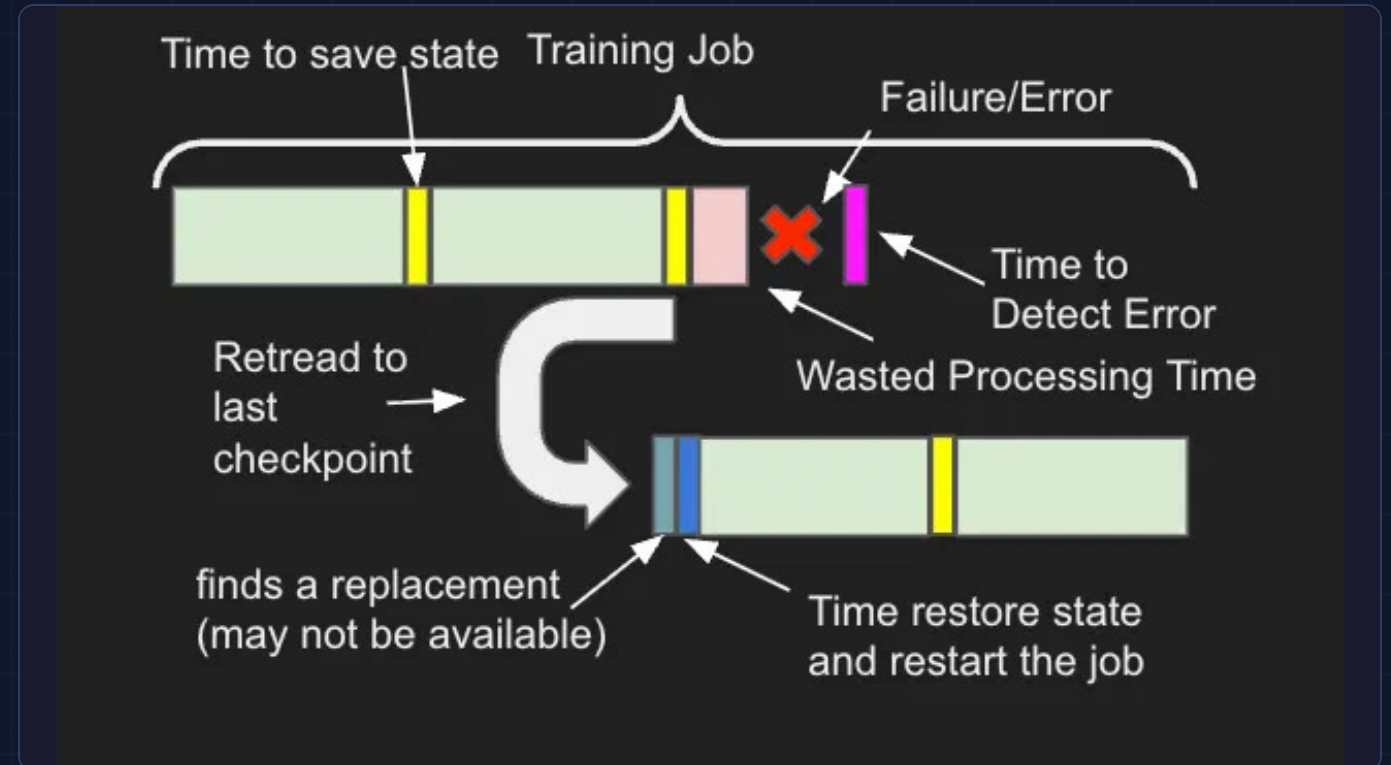 Time to save state
Training Job
Failure/Error
Time to
Detect Error
Wasted Processing Time
Retread to
last
checkpoint
finds a replacement
(may not be available)
Time restore state
and restart the job